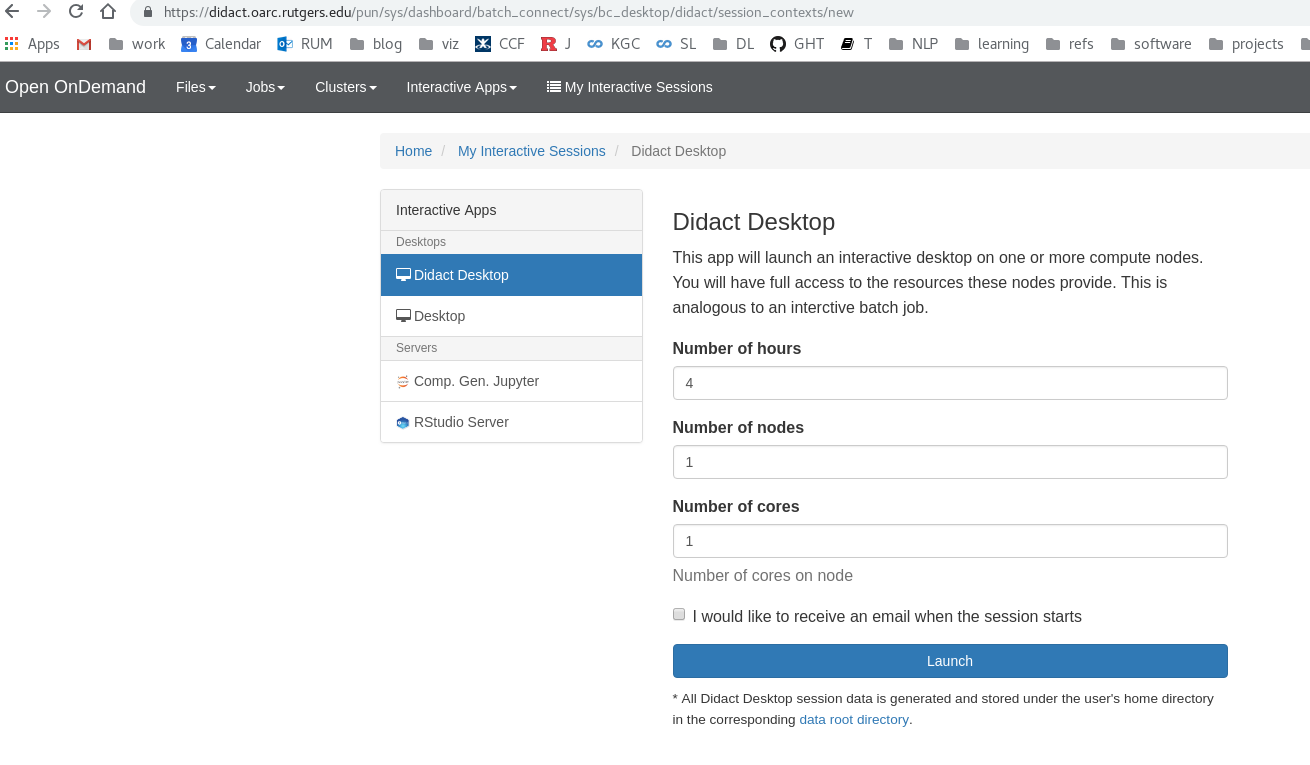 https://didact.oarc.rutgers.edu/pun/sys/dashboard/batch_connect/sys/bc_desktop/didact/session_contexts/new
Apps work 3 Calendar RUM blog viz CCF R J KGC SL DL GHT T NLP learning refs software projects
Open OnDemand Files Jobs Clusters Interactive Apps My Interactive Sessions
Home / My Interactive Sessions / Didact Desktop
Interactive Apps
Desktops
Didact Desktop
Desktop
Servers
Comp. Gen. Jupyter
RStudio Server
Didact Desktop
This app will launch an interactive desktop on one or more compute nodes.
You will have full access to the resources these nodes provide. This is
analogous to an interctive batch job.
Number of hours
4
Number of nodes
1
Number of cores
1
Number of cores on node
I would like to receive an email when the session starts
Launch
* All Didact Desktop session data is generated and stored under the user's home directory
in the corresponding data root directory.